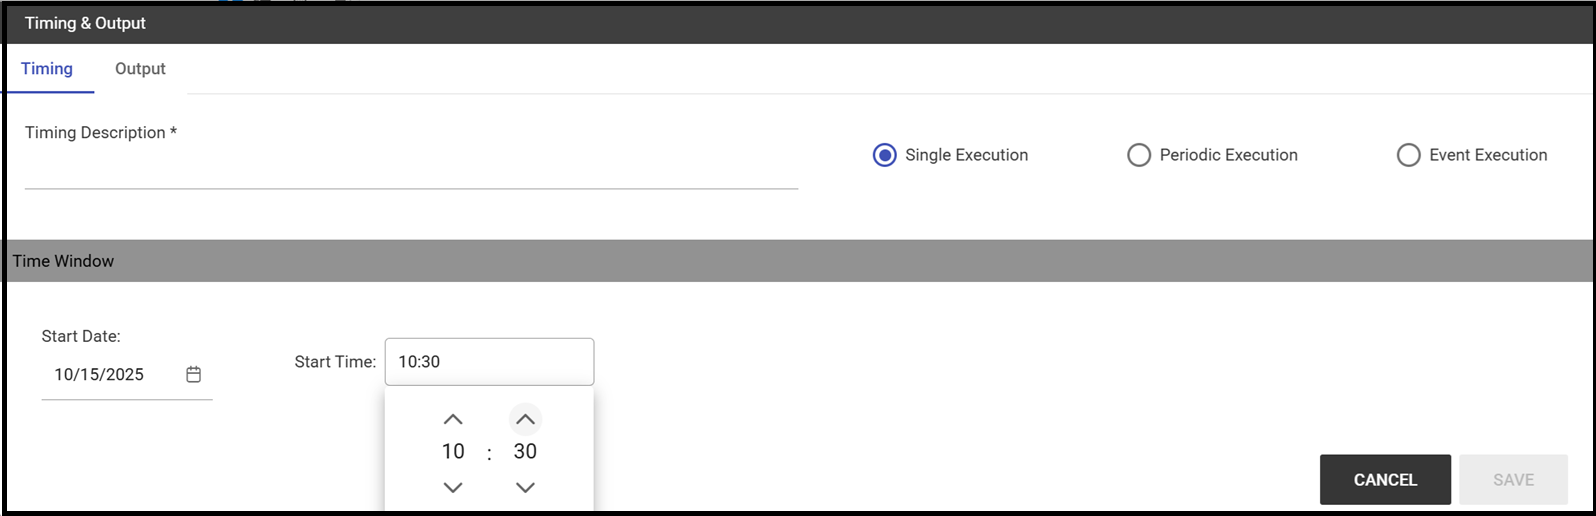 Timing & Output
Timing Output
Timing Description *
Single Execution Periodic Execution Event Execution
Time Window
Start Date:
10/15/2025
Start Time: 10:30
10 : 30
CANCEL SAVE